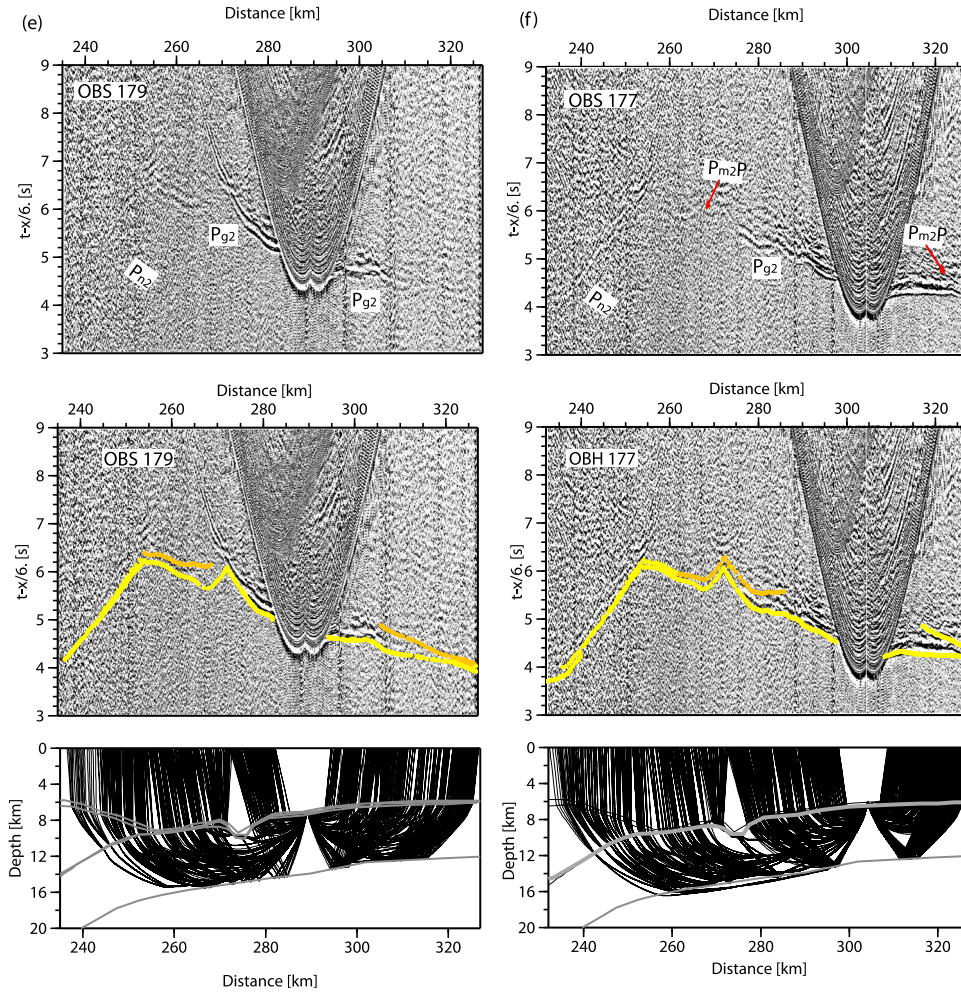 (e)
Distance [km]
240 260 280 300 320
9
8
7
6
5
4
3
t-x/6. [s]
OBS 179
Pg2
Pn2
Pg2
(f)
Distance [km]
240 260 280 300 320
9
8
7
6
5
4
3
t-x/6. [s]
OBS 177
Pm2P
Pm2P
Pg2
Pn2
Distance [km]
240 260 280 300 320
9
8
7
6
5
4
3
t-x/6. [s]
OBS 179
Distance [km]
240 260 280 300 320
9
8
7
6
5
4
3
t-x/6. [s]
OBH 177
0
4
8
12
16
20
Depth [km]
240 260 280 300 320
Distance [km]
0
4
8
12
16
20
Depth [km]
240 260 280 300 320
Distance [km]